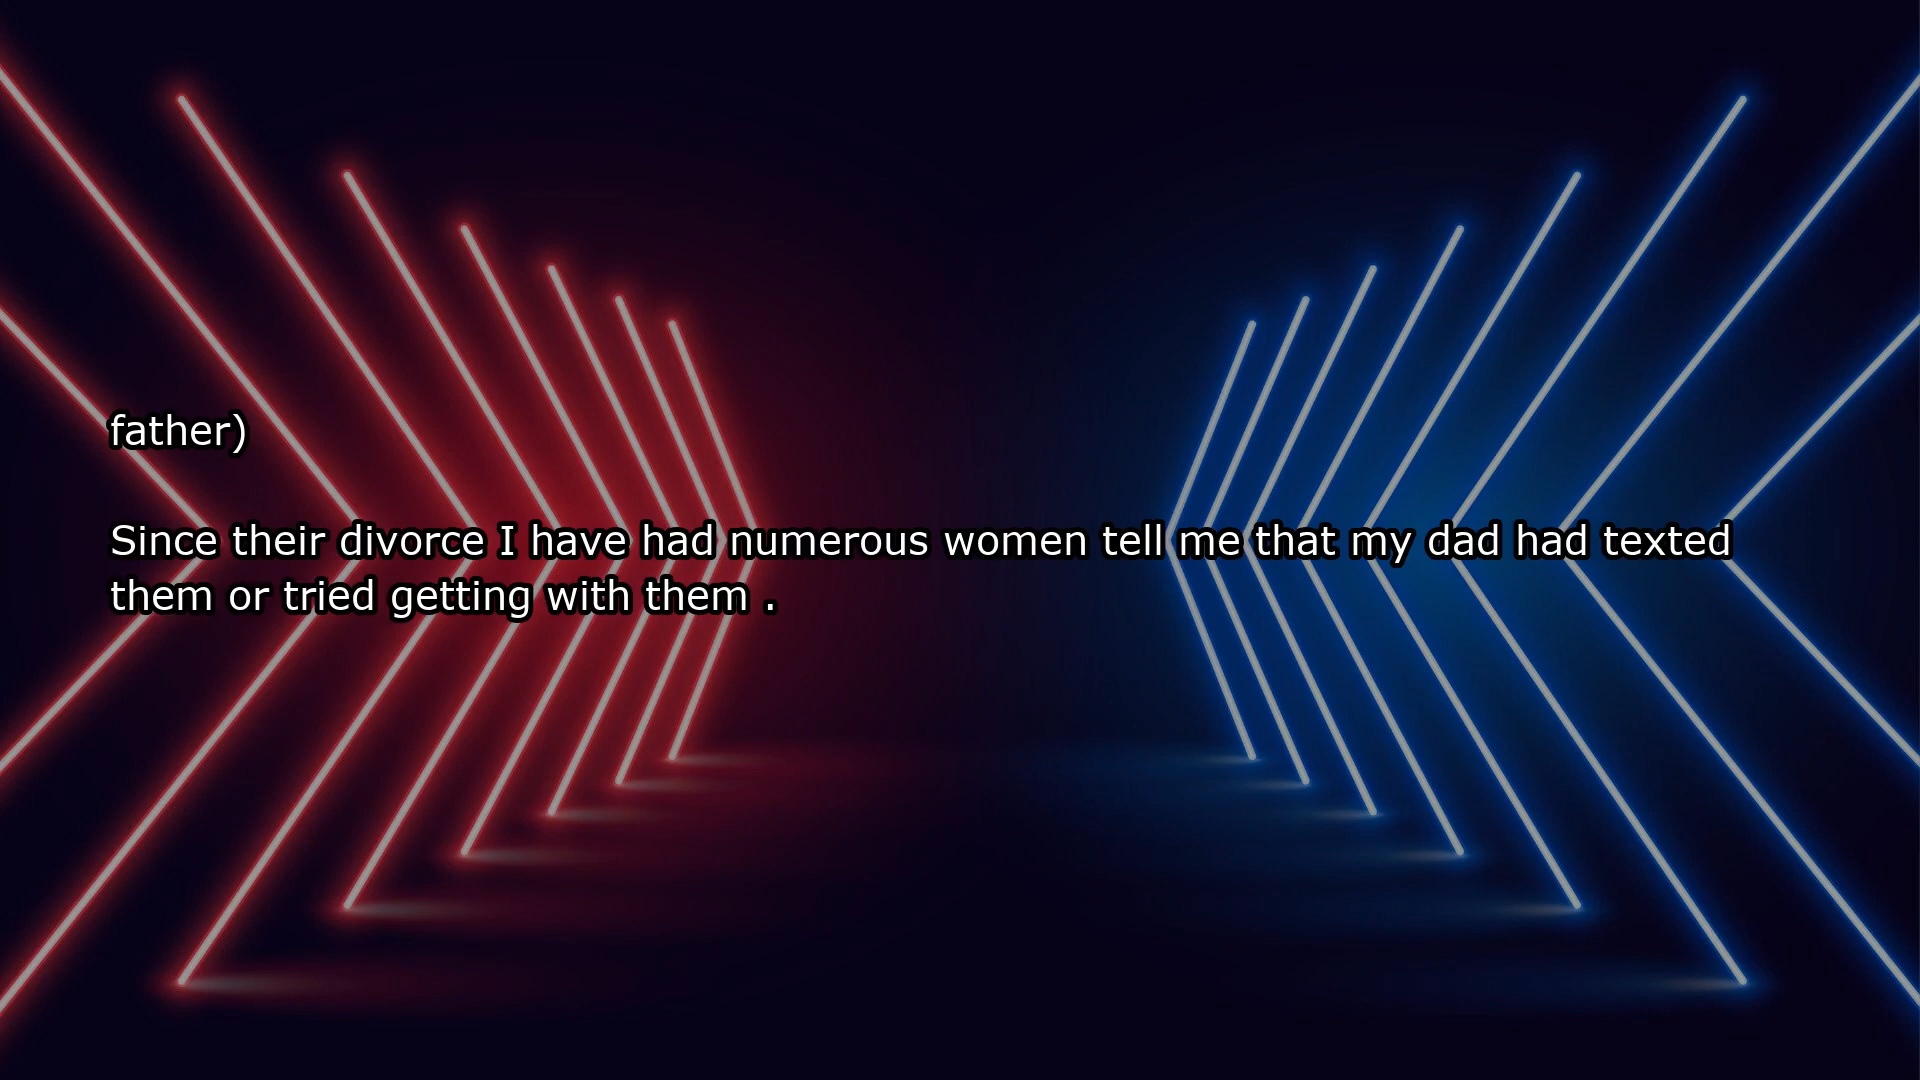 father)
Since their divorce I have had numerous women tell me that my dad had texted
them or tried getting with them .